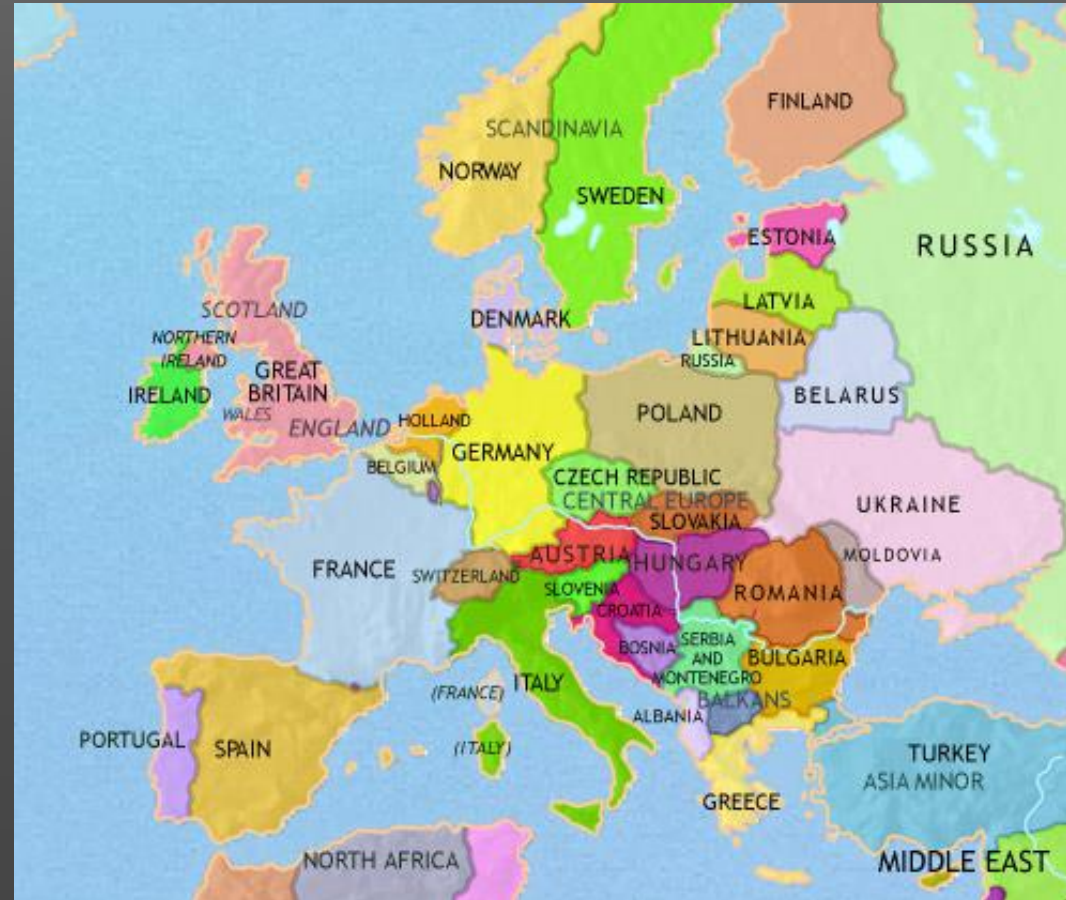 FINLAND
SCANDINAVIA
NORWAY
SWEDEN
ESTONIA
RUSSIA
LATVIA
SCOTLAND
DENMARK
NORTHERN
IRELAND
LITHUANIA
RUSSIA
GREAT
BRITAIN
IRELAND
BELARUS
WALES
ENGLAND
HOLLAND
POLAND
GERMANY
BELGIUM
CZECH REPUBLIC
CENTRAL EUROPE
UKRAINE
SLOVAKIA
AUSTRIA
HUNGARY
MOLDOVIA
FRANCE
SWITZERLAND
SLOVENIA
ROMANIA
CROATIA
BOSNIA
SERBIA
AND
MONTENEGRO
BULGARIA
ITALY
(FRANCE)
BALKANS
ALBANIA
PORTUGAL
SPAIN
(ITALY)
TURKEY
ASIA MINOR
GREECE
NORTH AFRICA
MIDDLE EAST